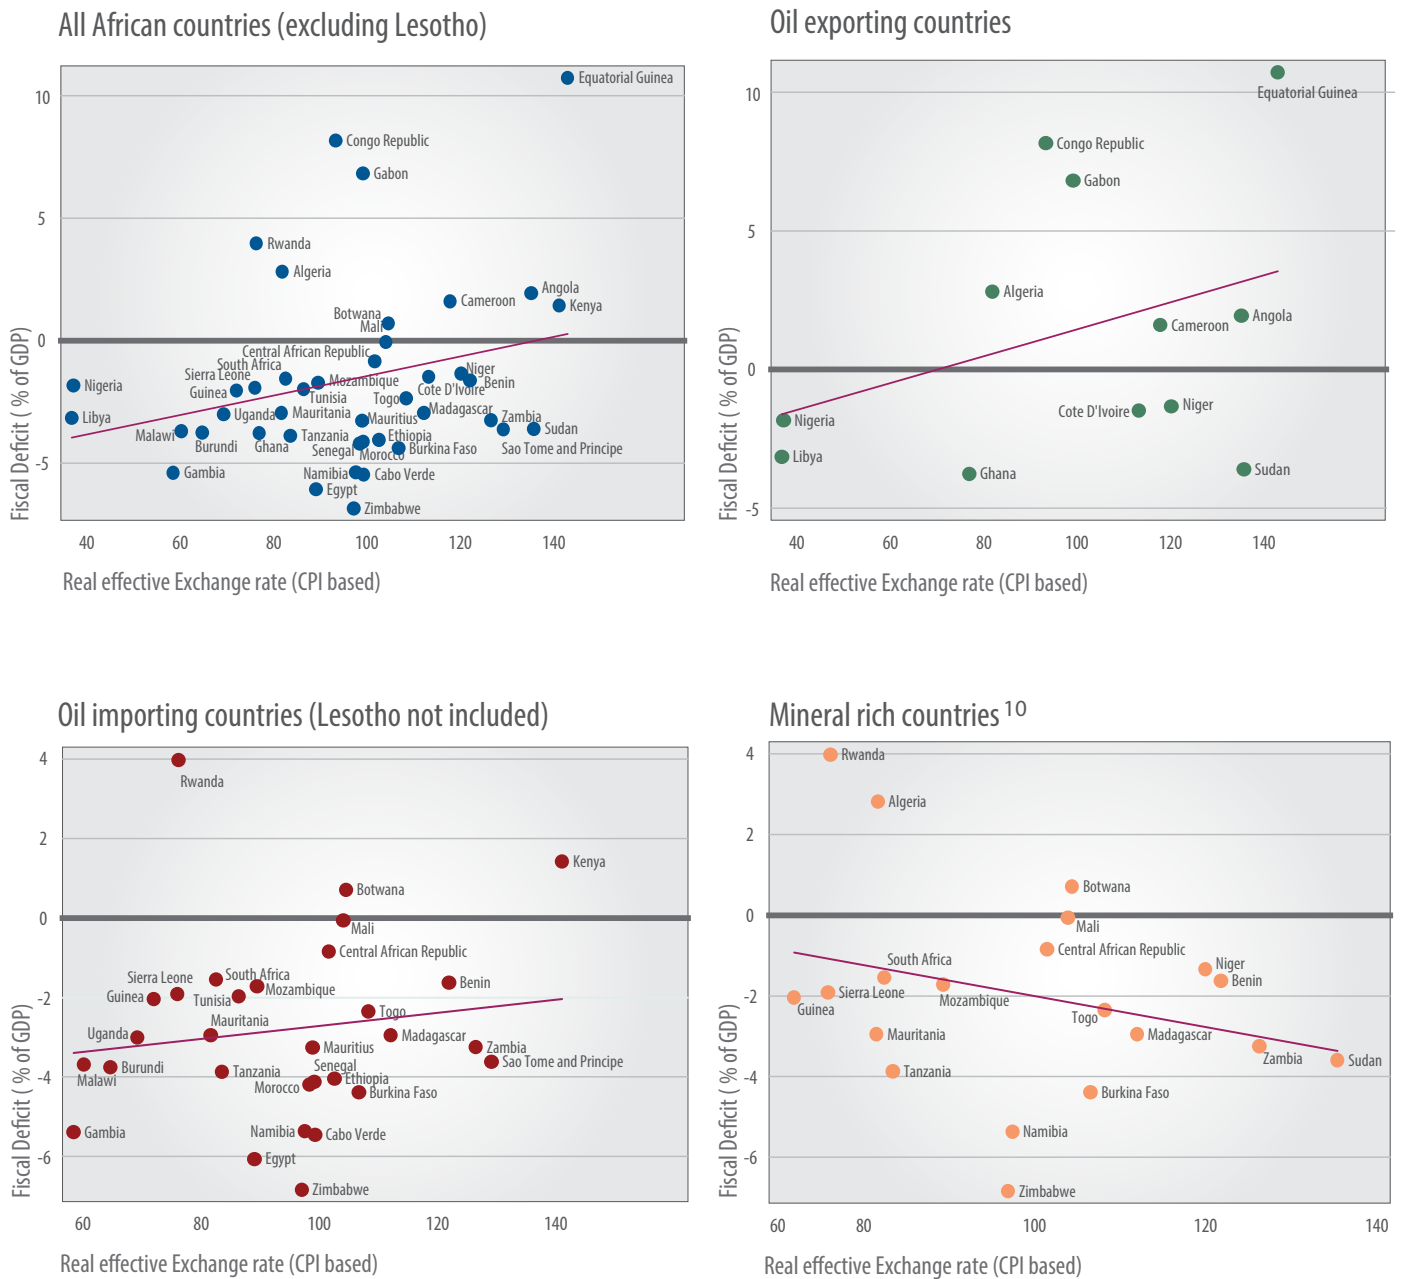 All African countries (excluding Lesotho)
Fiscal Deficit ( % of GDP)
10
5
0
-5
Equatorial Guinea
Congo Republic
Gabon
Rwanda
Algeria
Angola
Cameroon
Kenya
Botswana
Mali
Central African Republic
South Africa
Niger
Sierra Leone
Mozambique
Benin
Nigeria
Guinea
Tunisia
Togo
Cote D'Ivoire
Libya
Uganda
Mauritania
Mauritius
Madagascar
Zambia
Malawi
Burundi
Ghana
Tanzania
Senegal
Morocco
Ethiopia
Burkina Faso
Sudan
Sao Tome and Principe
Gambia
Namibia
Cabo Verde
Egypt
Zimbabwe
40 60 80 100 120 140
Real effective Exchange rate (CPI based)
Oil exporting countries
Fiscal Deficit ( % of GDP)
10
5
0
-5
Equatorial Guinea
Congo Republic
Gabon
Algeria
Angola
Cameroon
Cote D'Ivoire
Niger
Nigeria
Libya
Ghana
Sudan
40 60 80 100 120 140
Real effective Exchange rate (CPI based)
Oil importing countries (Lesotho not included)
Fiscal Deficit ( % of GDP)
4
2
0
-2
-4
-6
Rwanda
Kenya
Botwana
Mali
Central African Republic
Sierra Leone
South Africa
Mozambique
Benin
Guinea
Tunisia
Togo
Mauritania
Uganda
Madagascar
Mauritius
Zambia
Senegal
Sao Tome and Principe
Malawi
Burundi
Tanzania
Morocco
Ethiopia
Burkina Faso
Gambia
Namibia
Cabo Verde
Egypt
Zimbabwe
60 80 100 120 140
Real effective Exchange rate (CPI based)
Mineral rich countries 10
Fiscal Deficit ( % of GDP)
4
2
0
-2
-4
-6
Rwanda
Algeria
Botwana
Mali
Central African Republic
South Africa
Niger
Benin
Sierra Leone
Mozambique
Guinea
Togo
Mauritania
Madagascar
Zambia
Sudan
Tanzania
Burkina Faso
Namibia
Zimbabwe
60 80 100 120 140
Real effective Exchange rate (CPI based)